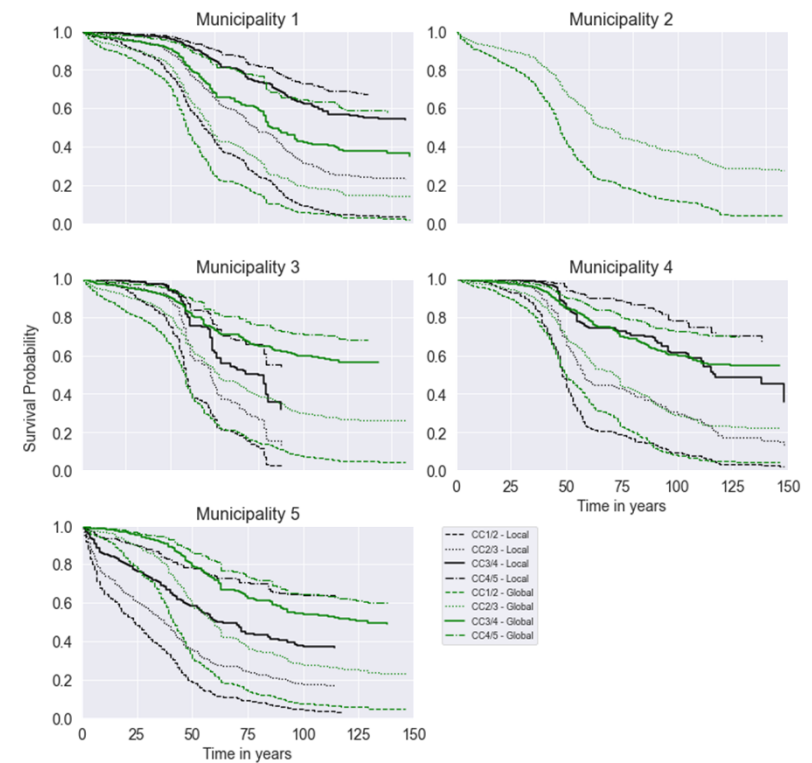 Municipality 1
Municipality 2
1.0
0.8
0.6
0.4
0.2
0.0
1.0
0.8
0.6
0.4
0.2
0.0
Municipality 3
Municipality 4
Survival Probability
1.0
0.8
0.6
0.4
0.2
0.0
1.0
0.8
0.6
0.4
0.2
0.0
0 25 50 75 100 125 150
Time in years
Municipality 5
1.0
0.8
0.6
0.4
0.2
0.0
0 25 50 75 100 125 150
Time in years
CC1/2 - Local
CC2/3 - Local
CC3/4 - Local
CC4/5 - Local
CC1/2 - Global
CC2/3 - Global
CC3/4 - Global
CC4/5 - Global